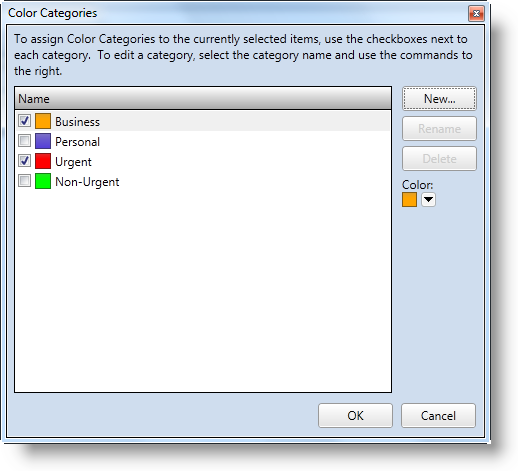 Color Categories
To assign Color Categories to the currently selected items, use the checkboxes next to
each category.  To edit a category, select the category name and use the commands to
the right.
Name
New...
Business
Rename
Personal
Urgent
Delete
Non-Urgent
Color:
OK
Cancel